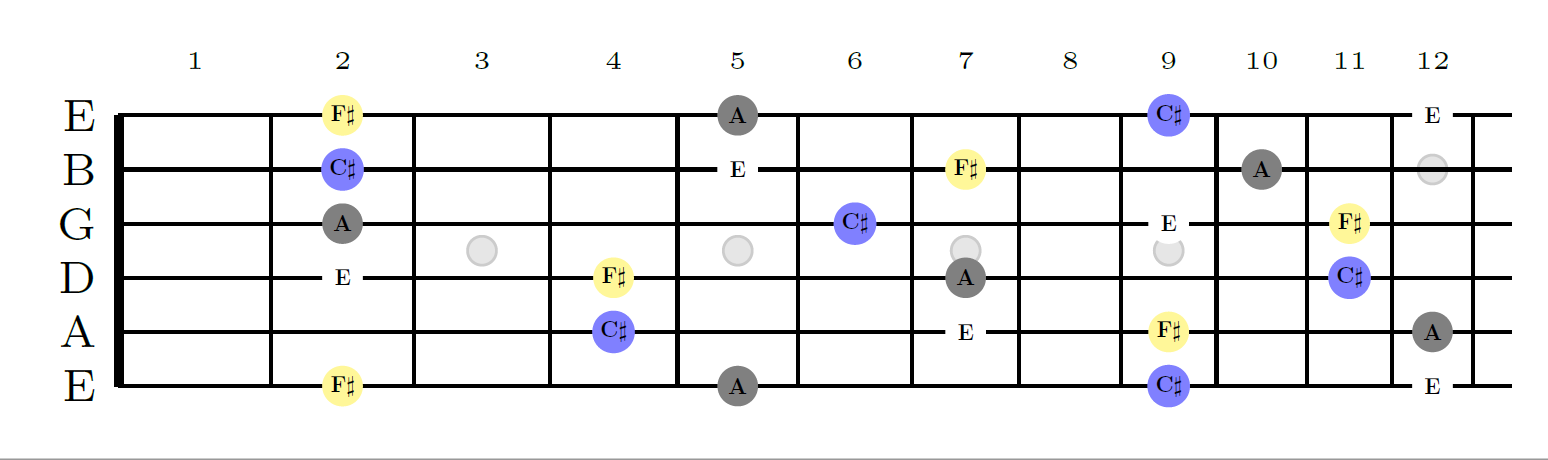 1 2 3 4 5 6 7 8 9 10 11 12
E F♯ A C♯ E
B C♯ E F♯ A
G A C♯ E F♯
D E F♯ A C♯
A C♯ E F♯ A
E F♯ A C♯ E